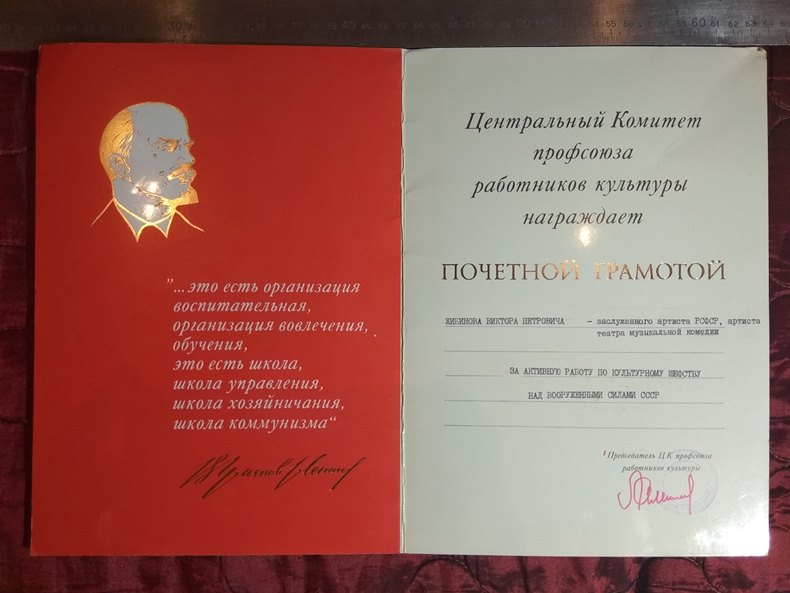 "...это есть организация
воспитательная,
организация вовлечения,
обучения,
это есть школа,
школа управления,
школа хозяйничания,
школа коммунизма"
В. Ульянов (Ленин)
Центральный Комитет
профсоюза
работников культуры
награждает
ПОЧЕТНОЙ ГРАМОТОЙ
КИБИНОВА ВИКТОРА ПЕТРОВИЧА - заслуженного артиста РСФСР, артиста
театра музыкальной комедии
ЗА АКТИВНУЮ РАБОТУ ПО КУЛЬТУРНОМУ ШЕФСТВУ
НАД ВООРУЖЕННЫМИ СИЛАМИ СССР
Председатель ЦК профсоюза
работников культуры